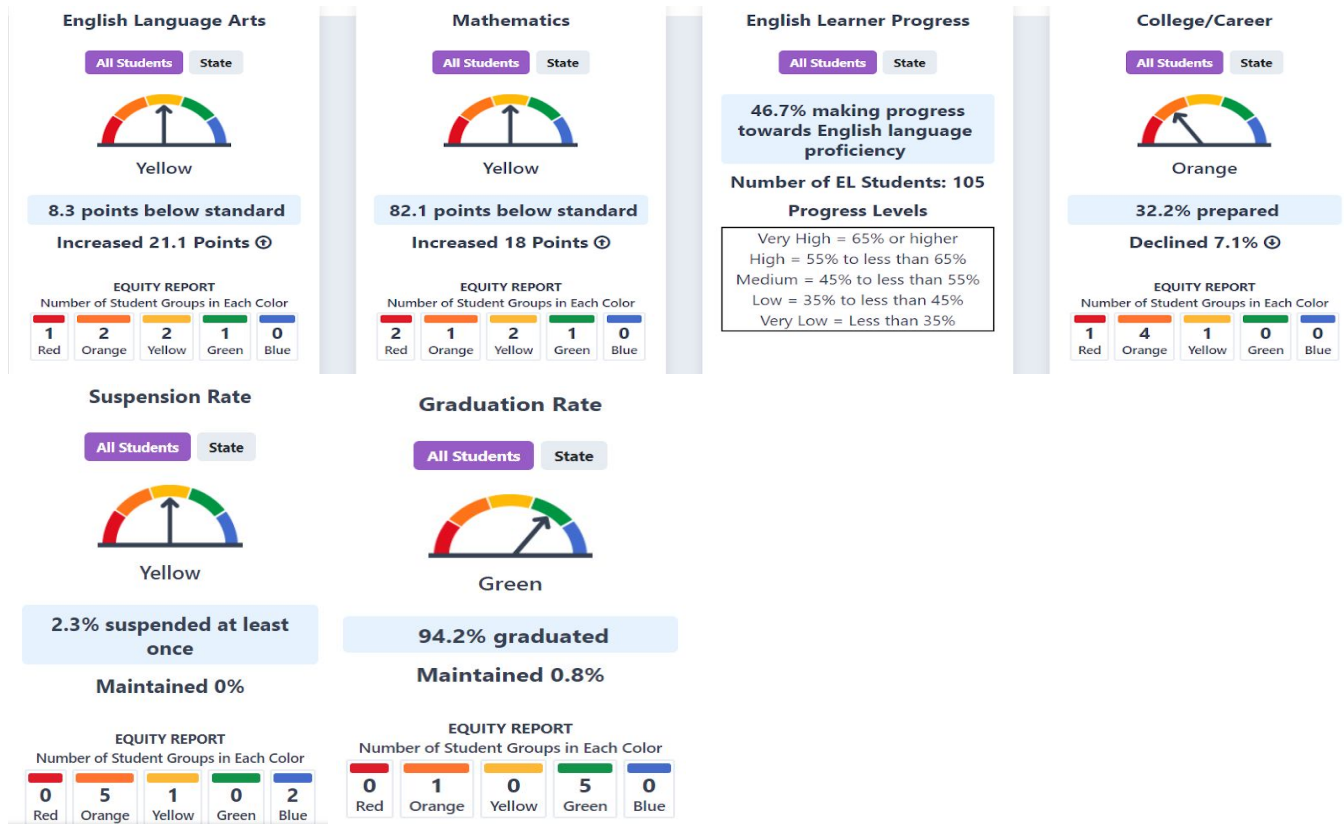 English Language Arts
All Students State
Yellow
8.3 points below standard
Increased 21.1 Points
EQUITY REPORT
Number of Student Groups in Each Color
1 2 2 1 0
Red Orange Yellow Green Blue
Mathematics
All Students State
Yellow
82.1 points below standard
Increased 18 Points
EQUITY REPORT
Number of Student Groups in Each Color
2 1 2 1 0
Red Orange Yellow Green Blue
English Learner Progress
All Students State
46.7% making progress
towards English language
proficiency
Number of EL Students: 105
Progress Levels
Very High = 65% or higher
High = 55% to less than 65%
Medium = 45% to less than 55%
Low = 35% to less than 45%
Very Low = Less than 35%
College/Career
All Students State
Orange
32.2% prepared
Declined 7.1%
EQUITY REPORT
Number of Student Groups in Each Color
1 4 1 0 0
Red Orange Yellow Green Blue
Suspension Rate
All Students State
Yellow
2.3% suspended at least
once
Maintained 0%
EQUITY REPORT
Number of Student Groups in Each Color
0 5 1 0 2
Red Orange Yellow Green Blue
Graduation Rate
All Students State
Green
94.2% graduated
Maintained 0.8%
EQUITY REPORT
Number of Student Groups in Each Color
0 1 0 5 0
Red Orange Yellow Green Blue